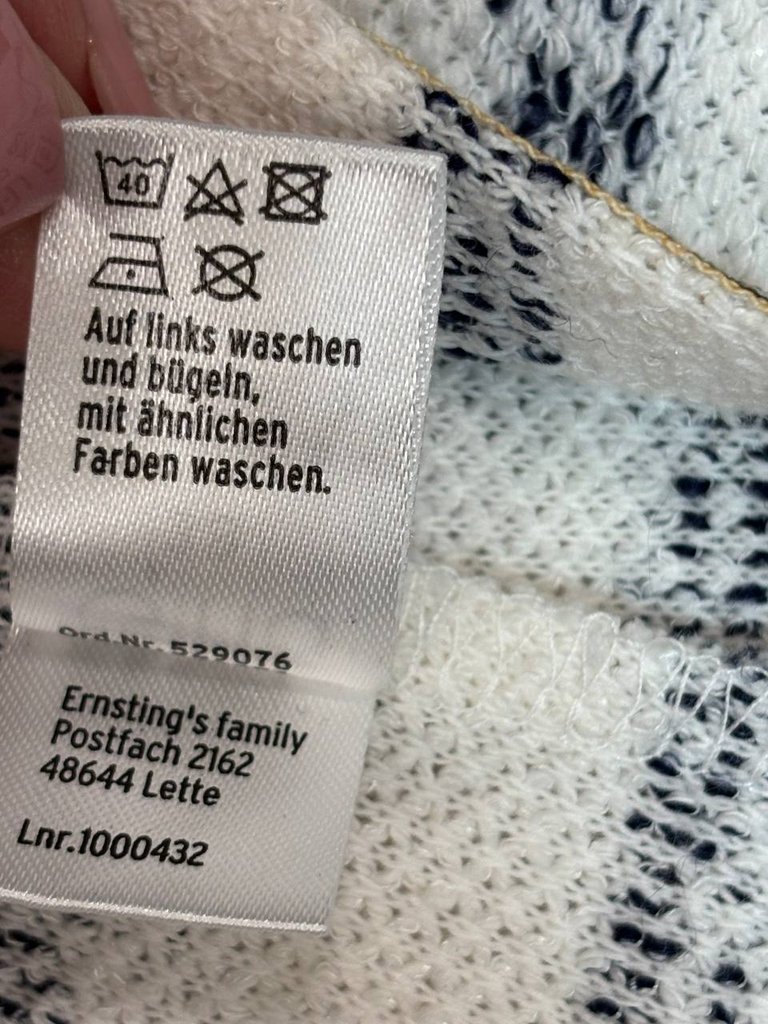 40
Auf links waschen
und bügeln,
mit ähnlichen
Farben waschen.
Ord.Nr. 529076
Ernsting's family
Postfach 2162
48644 Lette
Lnr.1000432